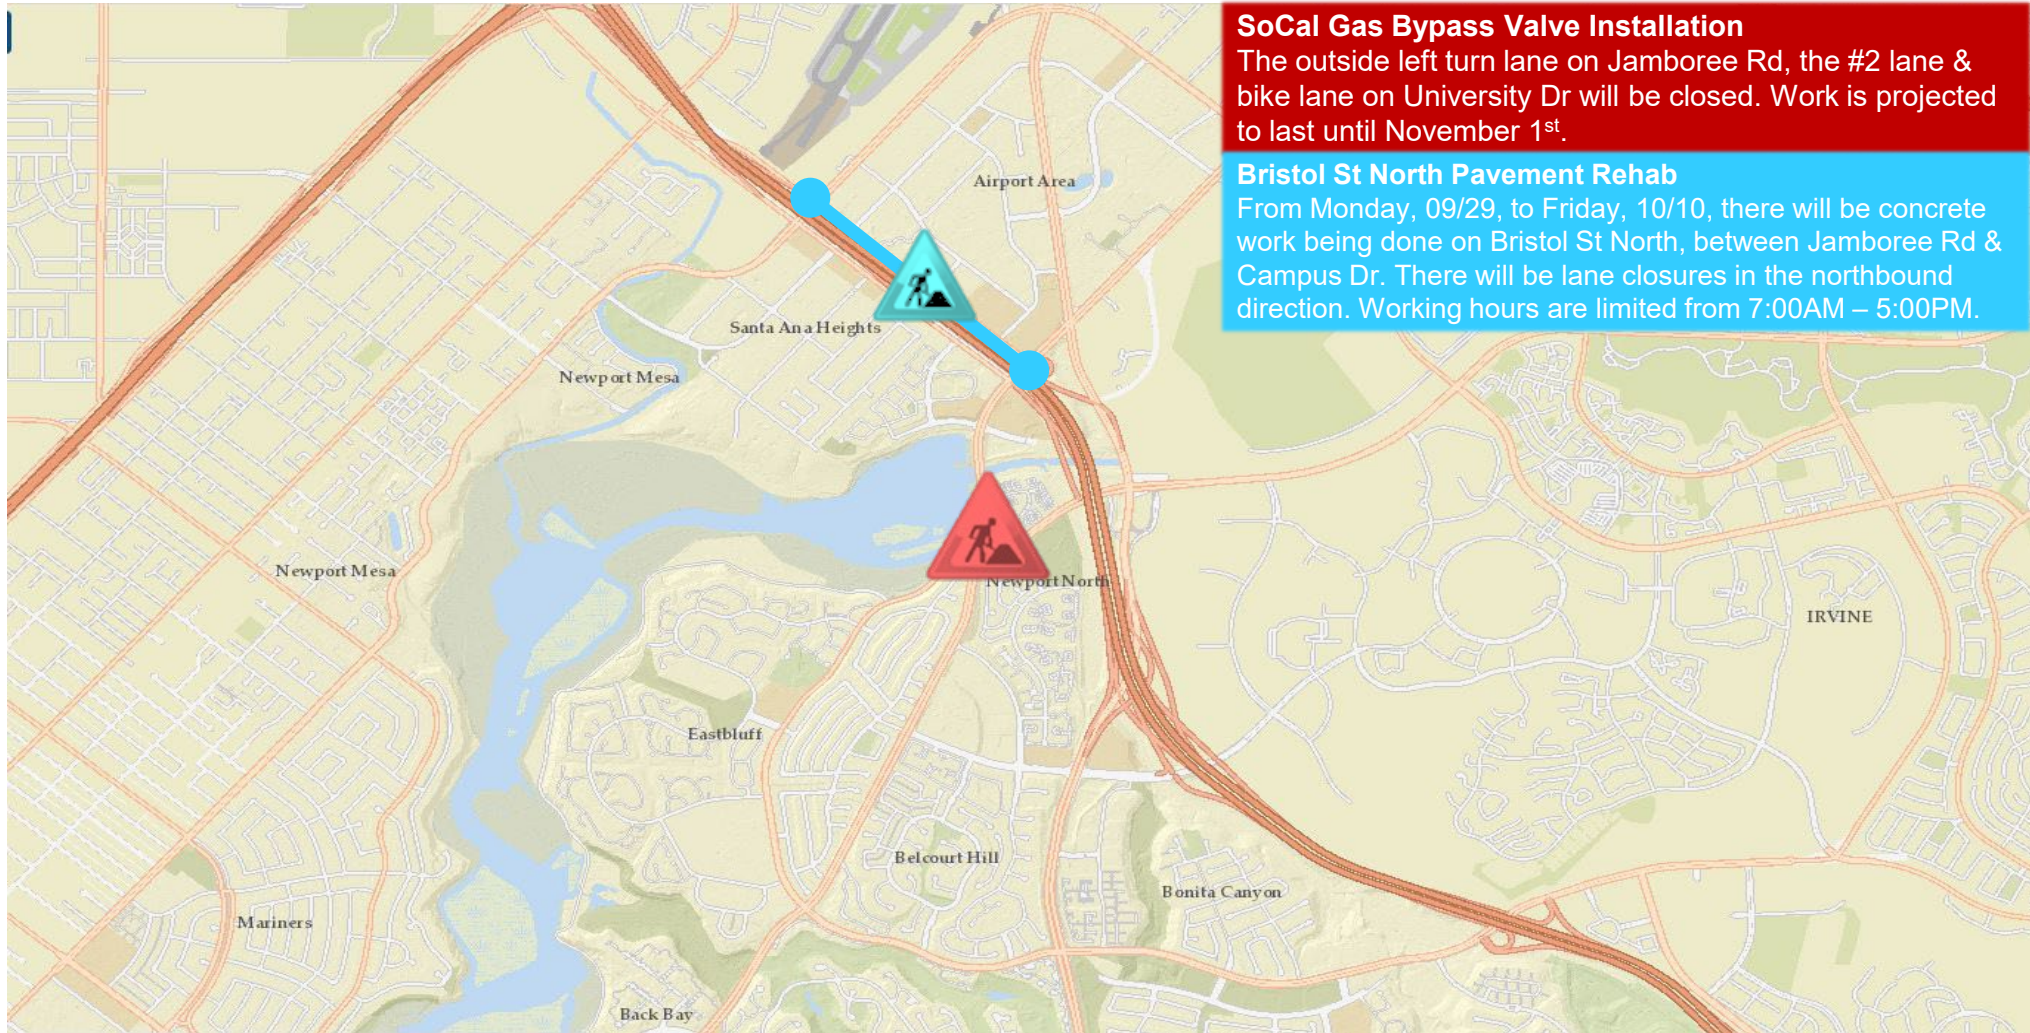 SoCal Gas Bypass Valve Installation
The outside left turn lane on Jamboree Rd, the #2 lane &
bike lane on University Dr will be closed. Work is projected
to last until November 1st.
Bristol St North Pavement Rehab
From Monday, 09/29, to Friday, 10/10, there will be concrete
work being done on Bristol St North, between Jamboree Rd &
Campus Dr. There will be lane closures in the northbound
direction. Working hours are limited from 7:00AM – 5:00PM.
Airport Area
Santa Ana Heights
Newport Mesa
Newport Mesa
Newport North
IRVINE
Eastbluff
Belcourt Hill
Bonita Canyon
Mariners
Back Bay